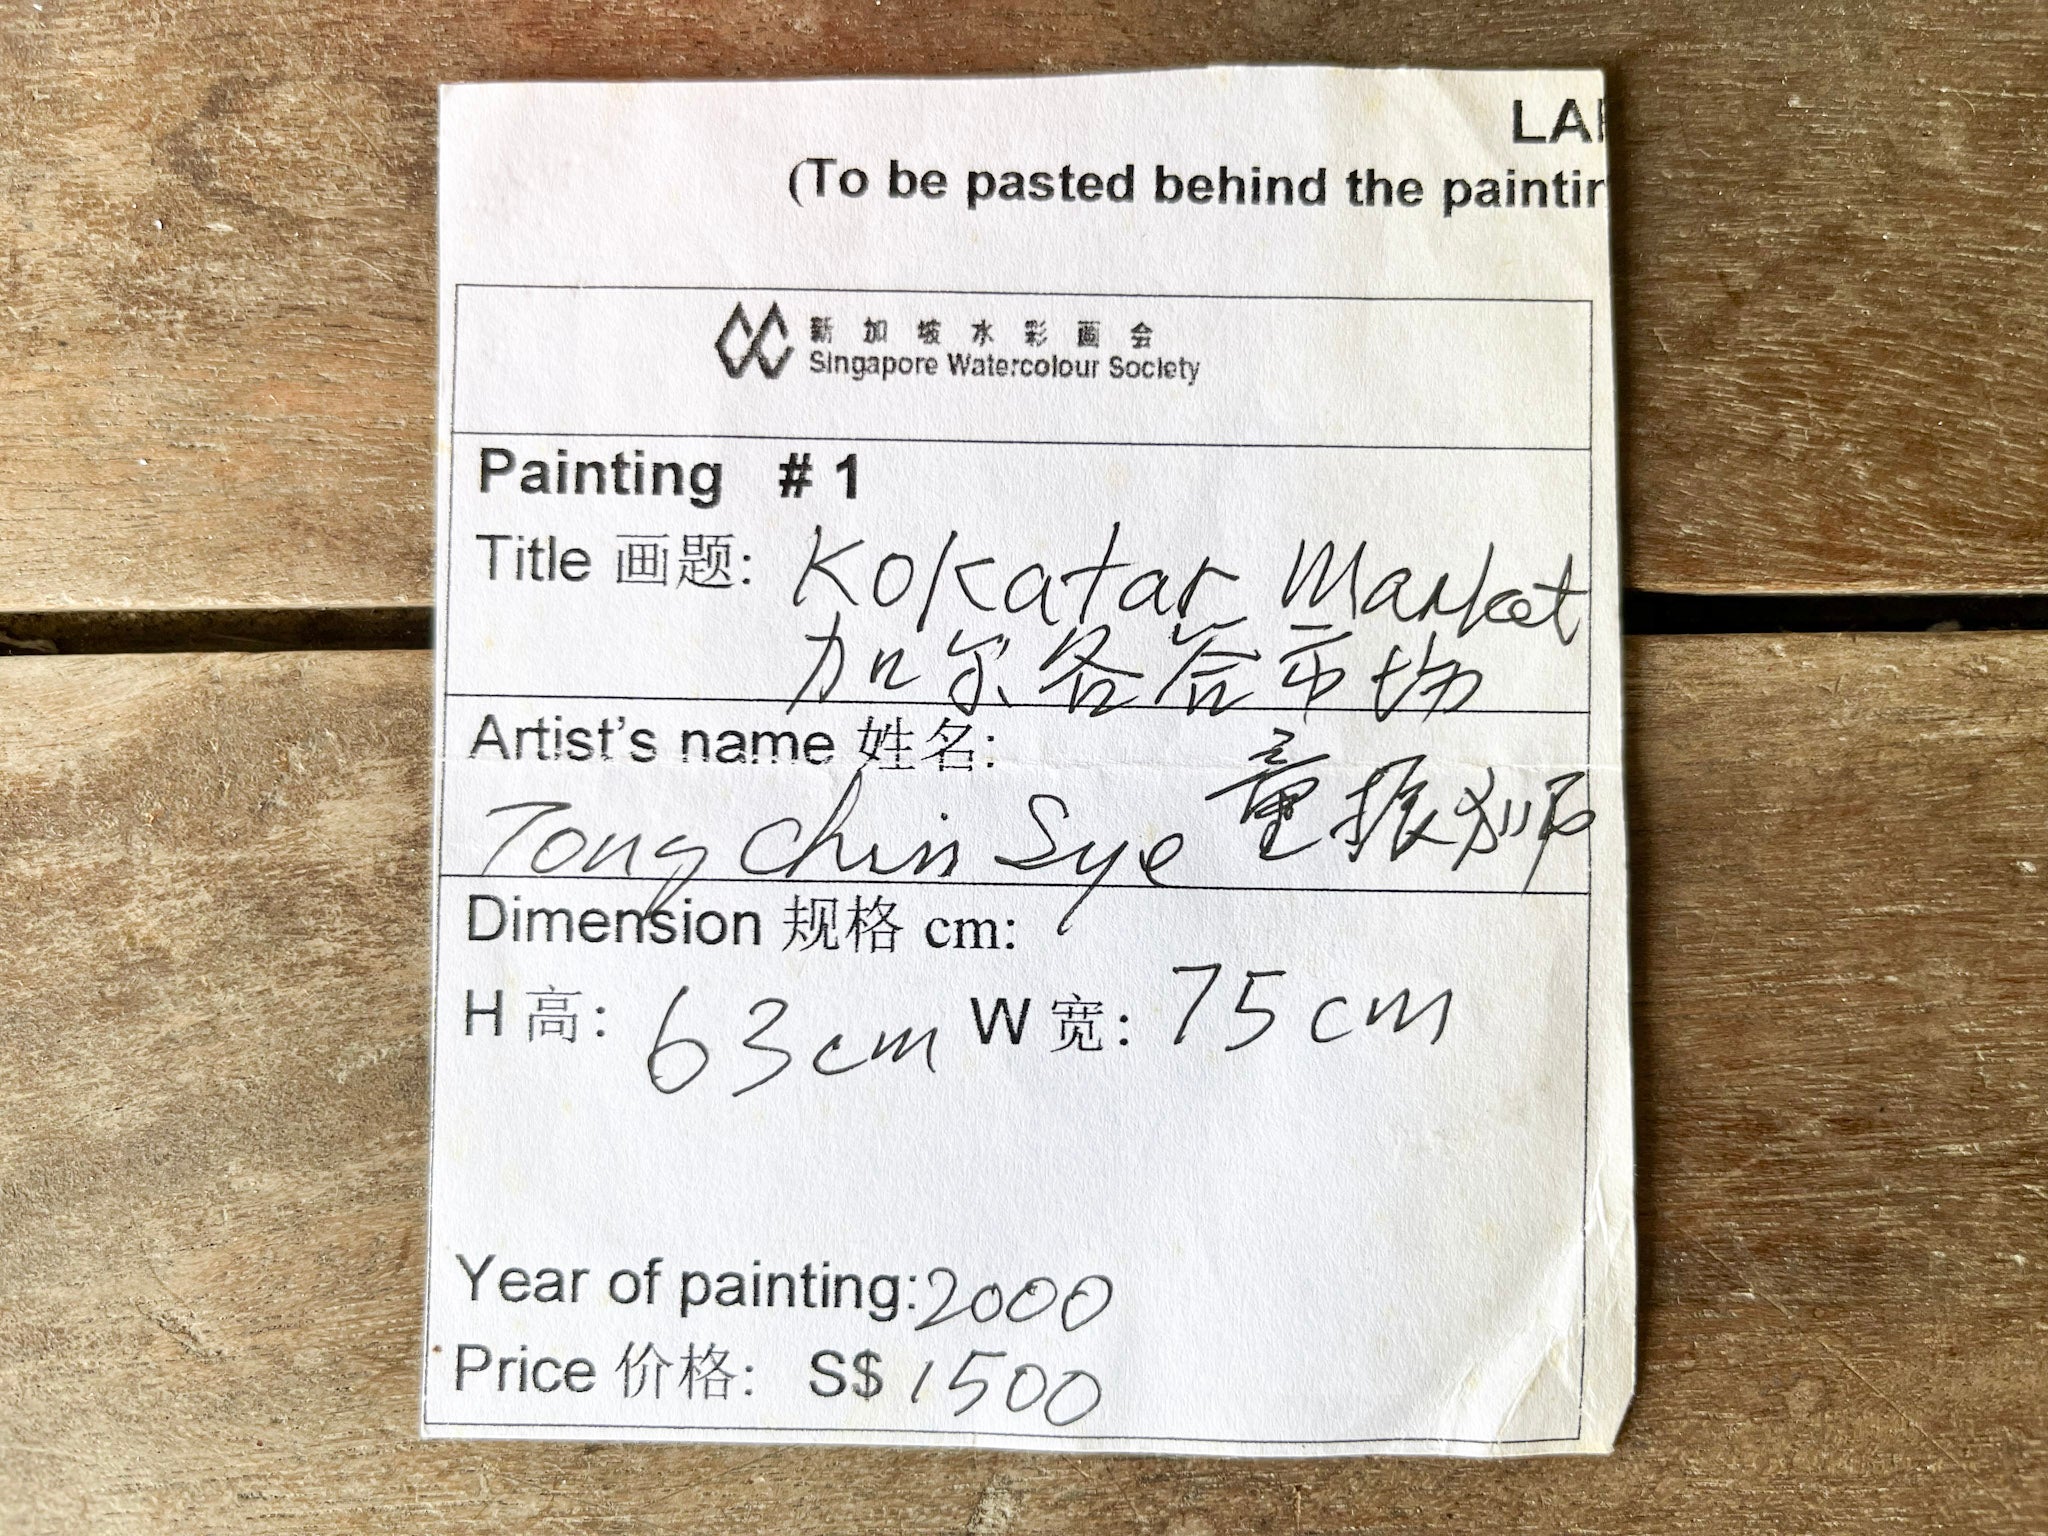 LA
(To be pasted behind the paintin
新加坡水彩画会
Singapore Watercolour Society
Painting # 1
Title 画题: Kokatar Market
加尔各答市场
Artist's name 姓名:
Tong Chin Sye 童振狮
Dimension 规格 cm:
H 高: 63cm W 宽: 75cm
Year of painting: 2000
Price 价格: S$ 1500